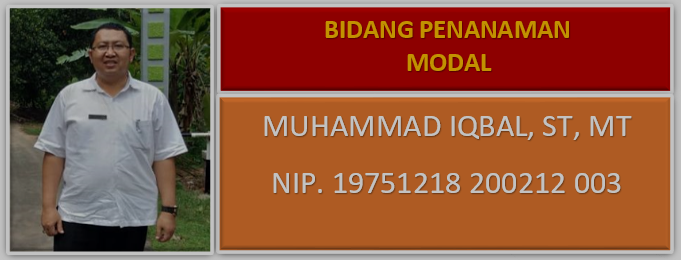 BIDANG PENANAMAN
MODAL
MUHAMMAD IQBAL, ST, MT
NIP. 19751218 200212 003